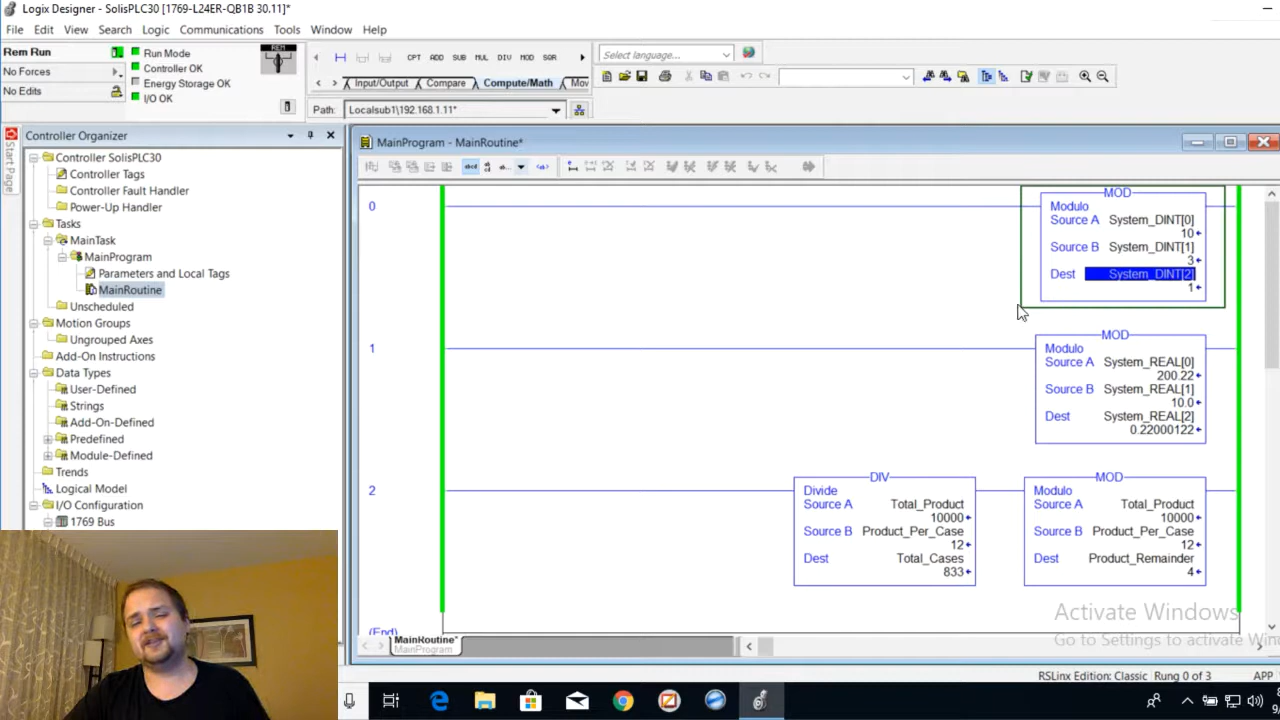 Logix Designer - SolisPLC30 [1769-L24ER-QB1B 30.11]*
File Edit View Search Logic Communications Tools Window Help
Rem Run
No Forces
No Edits
Run Mode
Controller OK
Energy Storage OK
I/O OK
REM
CPT ADD SUB MUL DIV MOD SQR
Input/Output Compare Compute/Math Mov
Select language...
Path: Localsub1\192.168.1.11*
Start Page
Controller Organizer
Controller SolisPLC30
Controller Tags
Controller Fault Handler
Power-Up Handler
Tasks
MainTask
MainProgram
Parameters and Local Tags
MainRoutine
Unscheduled
Motion Groups
Ungrouped Axes
Add-On Instructions
Data Types
User-Defined
Strings
Add-On-Defined
Predefined
Module-Defined
Trends
Logical Model
I/O Configuration
1769 Bus
MainProgram - MainRoutine*
0
MOD
Modulo
Source A System_DINT[0]
10
Source B System_DINT[1]
3
Dest System_DINT[2]
1
1
MOD
Modulo
Source A System_REAL[0]
200.22
Source B System_REAL[1]
10.0
Dest System_REAL[2]
0.22000122
2
DIV
Divide
Source A Total_Product
10000
Source B Product_Per_Case
12
Dest Total_Cases
833
MOD
Modulo
Source A Total_Product
10000
Source B Product_Per_Case
12
Dest Product_Remainder
4
(End)
MainRoutine*
MainProgram
Activate Windows
Go to Settings to activate Win
RSLinx Edition: Classic Rung 0 of 3 APP